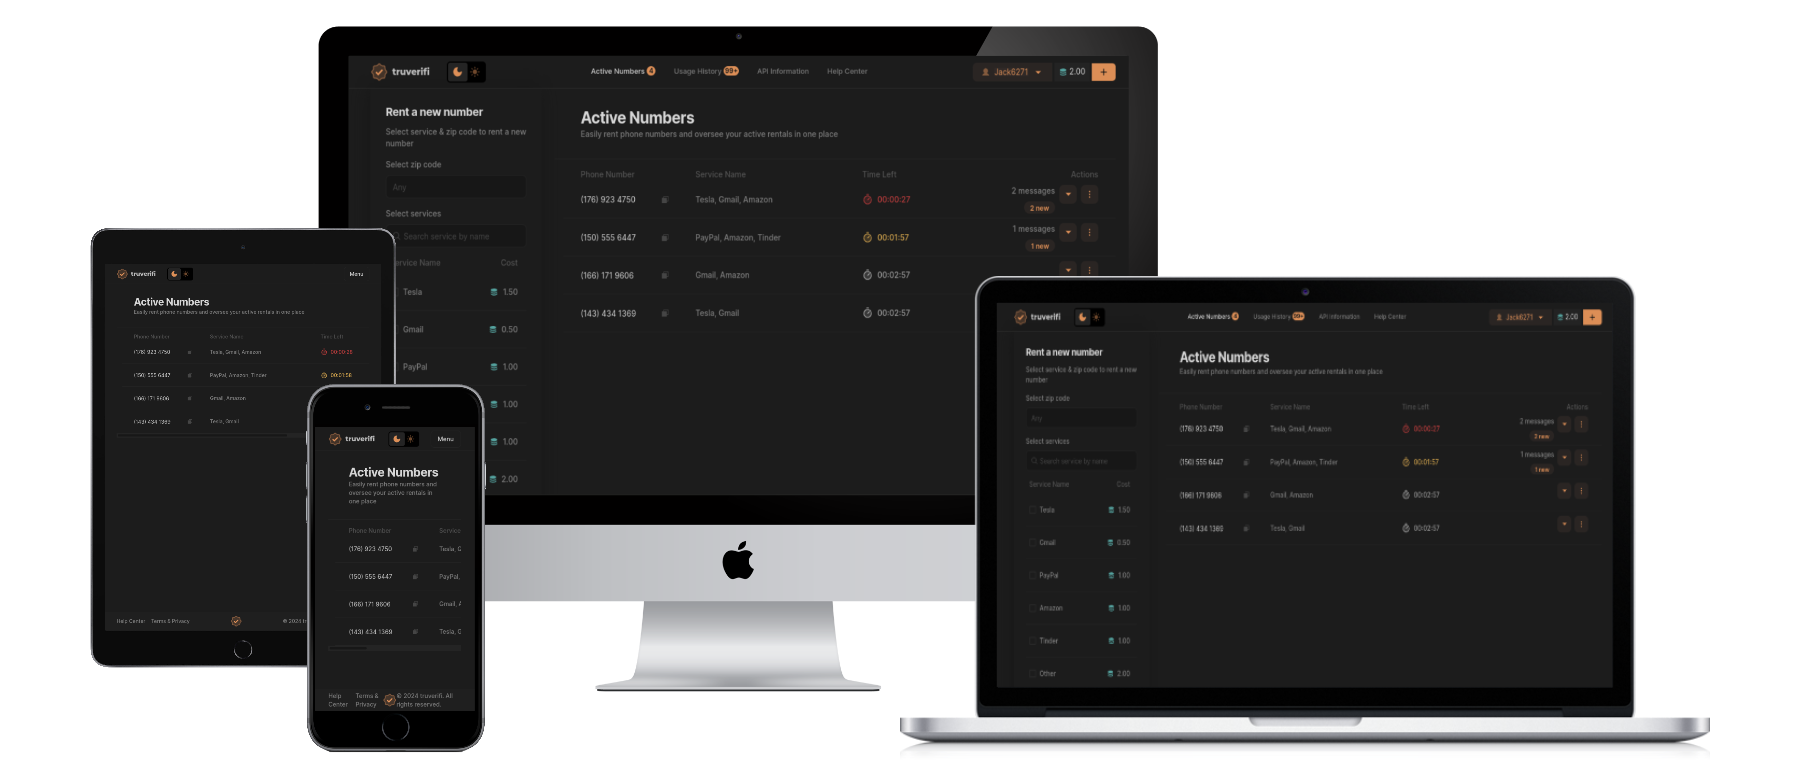 truverifi
Active Numbers 4
Usage History 99+
API Information
Help Center
Jack6271
2.00
+
Rent a new number
Select service & zip code to rent a new
number
Select zip code
Any
Select services
Search service by name
ervice Name Cost
Tesla 1.50
Gmail 0.50
PayPal 1.00
1.00
1.00
2.00
Active Numbers
Easily rent phone numbers and oversee your active rentals in one place
Phone Number Service Name Time Left Actions
(176) 923 4750 Tesla, Gmail, Amazon 00:00:27 2 messages
2 new
(150) 555 6447 PayPal, Amazon, Tinder 00:01:57 1 messages
1 new
(166) 171 9606 Gmail, Amazon 00:02:57
(143) 434 1369 Tesla, Gmail 00:02:57
truverifi Menu
Active Numbers
Easily rent phone numbers and oversee your active rentals in one place
Phone Number Service Name Time Left
(176) 923 4750 Tesla, Gmail, Amazon 00:00:28
(150) 555 6447 PayPal, Amazon, Tinder 00:01:58
(166) 171 9606 Gmail, Amazon
(143) 434 1369 Tesla, Gmail
Help Center Terms & Privacy © 2024 tru
truverifi Menu
Active Numbers
Easily rent phone numbers and
oversee your active rentals in
one place
Phone Number Service
(176) 923 4750 Tesla, G
(150) 555 6447 PayPal,
(166) 171 9606 Gmail, A
(143) 434 1369 Tesla, G
Help Center
Terms & Privacy
© 2024 truverifi. All
rights reserved.
truverifi
Active Numbers 4
Usage History 99+
API Information
Help Center
Jack6271
2.00
+
Rent a new number
Select service & zip code to rent a new
number
Select zip code
Any
Select services
Search service by name
Service Name Cost
Tesla 1.50
Gmail 0.50
PayPal 1.00
Amazon 1.00
Tinder 1.00
Other 2.00
Active Numbers
Easily rent phone numbers and oversee your active rentals in one place
Phone Number Service Name Time Left Actions
(176) 923 4750 Tesla, Gmail, Amazon 00:00:27 2 messages
2 new
(150) 555 6447 PayPal, Amazon, Tinder 00:01:57 1 messages
1 new
(166) 171 9606 Gmail, Amazon 00:02:57
(143) 434 1369 Tesla, Gmail 00:02:57